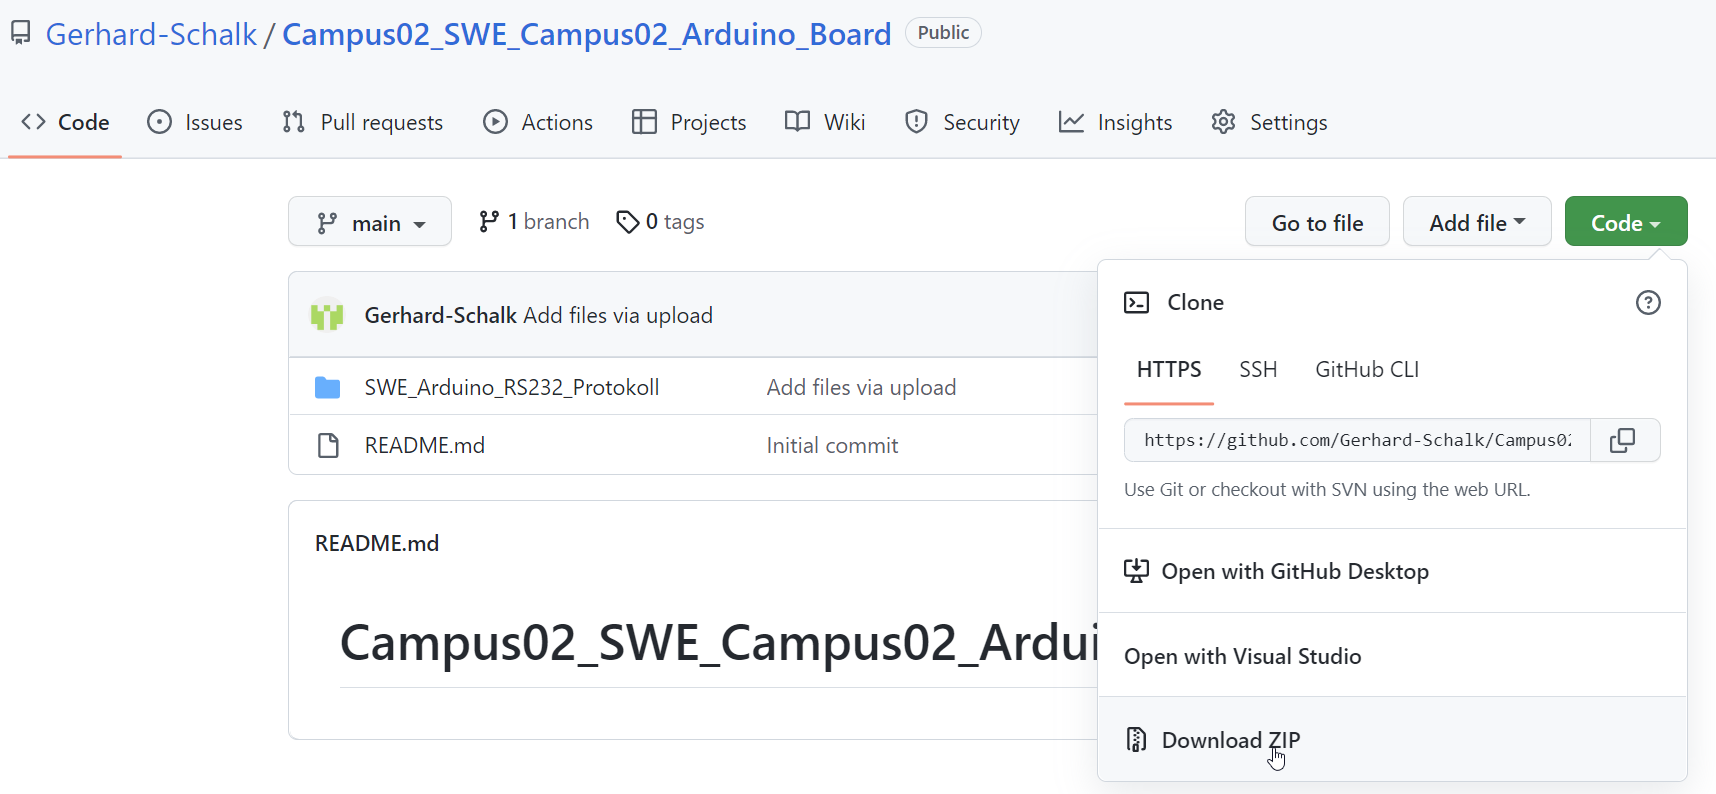 Gerhard-Schalk / Campus02_SWE_Campus02_Arduino_Board Public
Code Issues Pull requests Actions Projects Wiki Security Insights Settings
main 1 branch 0 tags Go to file Add file Code
Gerhard-Schalk Add files via upload
SWE_Arduino_RS232_Protokoll Add files via upload
README.md Initial commit
README.md
Campus02_SWE_Campus02_Ardui
Clone
HTTPS SSH GitHub CLI
https://github.com/Gerhard-Schalk/Campus02
Use Git or checkout with SVN using the web URL.
Open with GitHub Desktop
Open with Visual Studio
Download ZIP